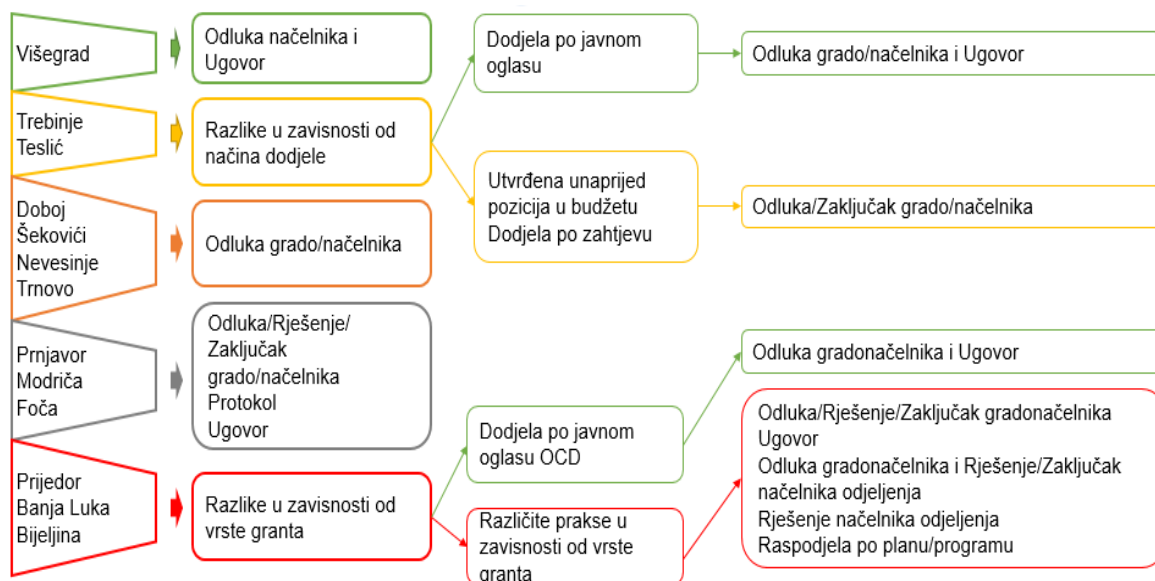 Višegrad
Odluka načelnika i
Ugovor
Dodjela po javnom
oglasu
Odluka grado/načelnika i Ugovor
Trebinje
Teslić
Razlike u zavisnosti od
načina dodjele
Utvrđena unaprijed
pozicija u budžetu
Dodjela po zahtjevu
Odluka/Zaključak grado/načelnika
Doboj
Šekovići
Nevesinje
Trnovo
Odluka grado/načelnika
Prnjavor
Modriča
Foča
Odluka/Rješenje/
Zaključak
grado/načelnika
Protokol
Ugovor
Prijedor
Banja Luka
Bijeljina
Razlike u zavisnosti od
vrste granta
Dodjela po javnom
oglasu OCD
Odluka gradonačelnika i Ugovor
Različite prakse u
zavisnosti od vrste
granta
Odluka/Rješenje/Zaključak gradonačelnika
Ugovor
Odluka gradonačelnika i Rješenje/Zaključak
načelnika odjeljenja
Rješenje načelnika odjeljenja
Raspodjela po planu/programu